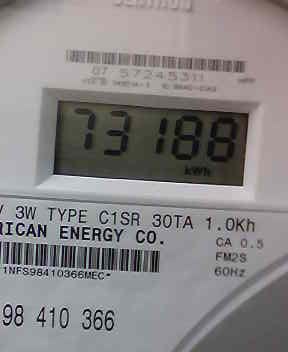 07 57245311
73188
kWh
V 3W TYPE C1SR 30TA 1.0Kh
RICAN ENERGY CO.
CA 0.5
FM2S
60Hz
1NFS98410366MEC*
98 410 366